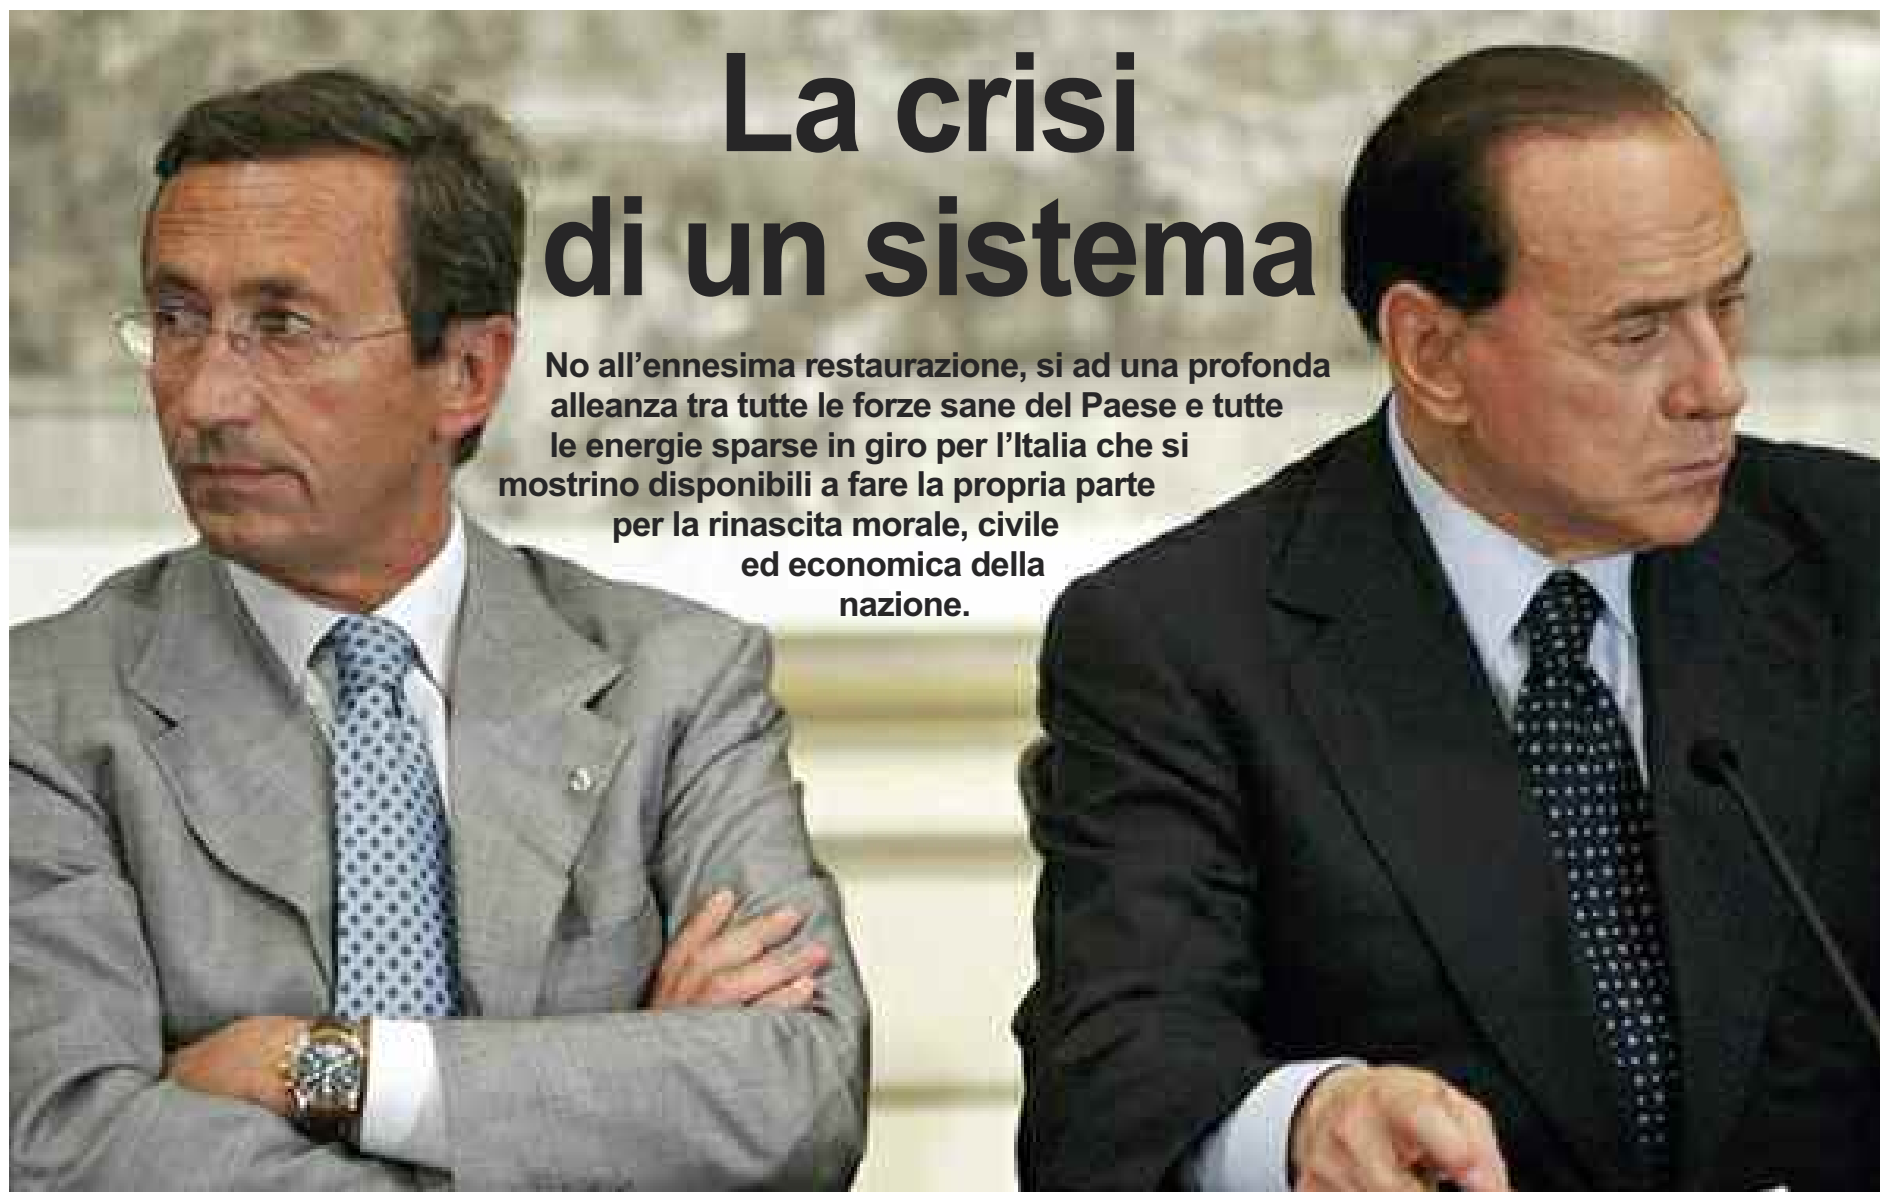 La crisi
di un sistema
No all’ennesima restaurazione, si ad una profonda
alleanza tra tutte le forze sane del Paese e tutte
le energie sparse in giro per l’Italia che si
mostrino disponibili a fare la propria parte
per la rinascita morale, civile
ed economica della
nazione.